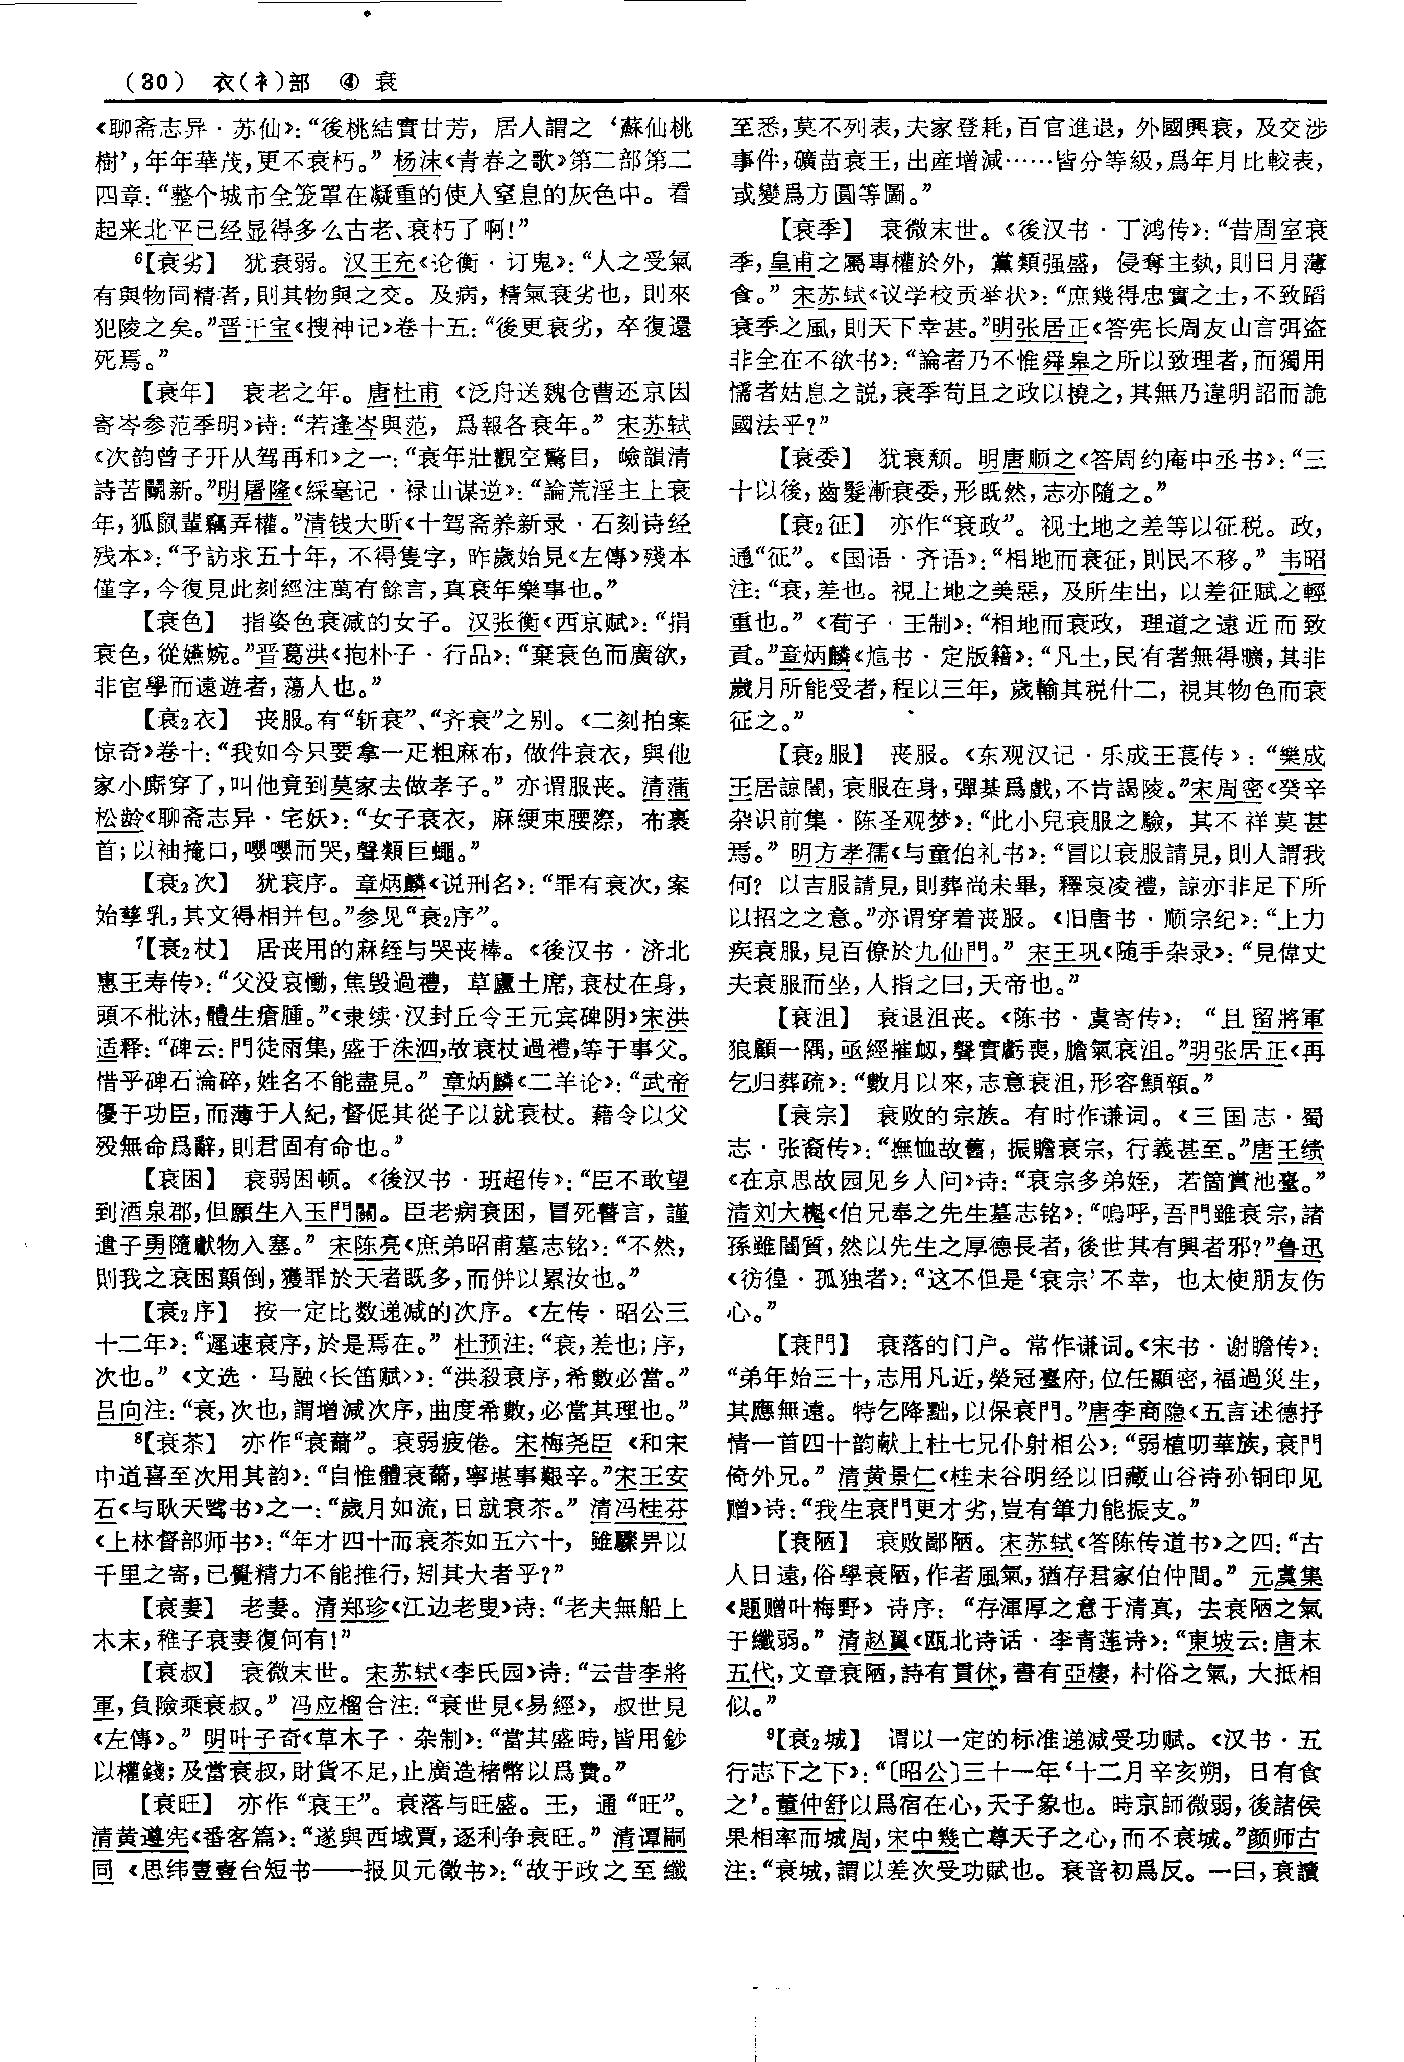 (30) 衣(衤)部 ④ 衰
《聊斋志异·苏仙》：“後桃結實甘芳，居人謂之‘蘇仙桃
樹’，年年華茂，更不衰朽。”杨沫《青春之歌》第二部第二
四章：“整个城市全笼罩在凝重的使人窒息的灰色中。看
起来北平已经显得多么古老、衰朽了啊！”
⁶【衰劣】 犹衰弱。汉王充《论衡·订鬼》：“人之受氣
有與物同精者，則其物與之交。及病，精氣衰劣也，則來
犯陵之矣。”晋干宝《搜神记》卷十五：“後更衰劣，卒復還
死焉。”
【衰年】 衰老之年。唐杜甫《泛舟送魏仓曹还京因
寄岑参范季明》诗：“若逢岑與范，爲報各衰年。”宋苏轼
《次韵曾子开从驾再和》之一：“衰年壯觀空驚目，嶮韻清
詩苦鬭新。”明屠隆《綵毫记·禄山谋逆》：“論荒淫主上衰
年，狐鼠輩竊弄權。”清钱大昕《十驾斋养新录·石刻诗经
残本》：“予訪求五十年，不得隻字，昨歲始見《左傳》殘本
僅字，今復見此刻經注萬有餘言，真衰年樂事也。”
【衰色】 指姿色衰减的女子。汉张衡《西京赋》：“捐
衰色，從嬿婉。”晋葛洪《抱朴子·行品》：“棄衰色而廣欲，
非宦學而遠遊者，蕩人也。”
【衰₂衣】 丧服。有“斩衰”、“齐衰”之别。《二刻拍案
惊奇》卷十：“我如今只要拿一疋粗麻布，做件衰衣，與他
家小廝穿了，叫他竟到莫家去做孝子。”亦谓服丧。清蒲
松龄《聊斋志异·宅妖》：“女子衰衣，麻綆束腰際，布裹
首；以袖掩口，嚶嚶而哭，聲類巨蠅。”
【衰₂次】 犹衰序。章炳麟《说刑名》：“罪有衰次，案
始孳乳，其文得相并包。”参见“衰₂序”。
⁷【衰₂杖】 居丧用的麻绖与哭丧棒。《後汉书·济北
惠王寿传》：“父没哀慟，焦毁過禮，草廬土席，衰杖在身，
頭不枇沐，體生瘡腫。”《隶续·汉封丘令王元宾碑阴》宋洪
适释：“碑云：門徒雨集，盛于洙泗，故衰杖過禮，等于事父。
惜乎碑石淪碎，姓名不能盡見。”章炳麟《二羊论》：“武帝
優于功臣，而薄于人紀，督促其從子以就衰杖。藉令以父
殁無命爲辭，則君固有命也。”
【衰困】 衰弱困顿。《後汉书·班超传》：“臣不敢望
到酒泉郡，但願生入玉門關。臣老病衰困，冒死瞽言，謹
遣子勇隨獻物入塞。”宋陈亮《庶弟昭甫墓志铭》：“不然，
則我之衰困顛倒，獲罪於天者既多，而併以累汝也。”
【衰₂序】 按一定比数递减的次序。《左传·昭公三
十二年》：“遲速衰序，於是焉在。”杜预注：“衰，差也；序，
次也。”《文选·马融〈长笛赋〉》：“洪殺衰序，希數必當。”
吕向注：“衰，次也，謂增減次序，曲度希數，必當其理也。”
⁸【衰苶】 亦作“衰薾”。衰弱疲倦。宋梅尧臣《和宋
中道喜至次用其韵》：“自惟體衰薾，寧堪事艱辛。”宋王安
石《与耿天骘书》之一：“歲月如流，日就衰苶。”清冯桂芬
《上林督部师书》：“年才四十而衰苶如五六十，雖驟畀以
千里之寄，已覺精力不能推行，矧其大者乎？”
【衰妻】 老妻。清郑珍《江边老叟》诗：“老夫無船上
木末，稚子衰妻復何有！”
【衰叔】 衰微末世。宋苏轼《李氏园》诗：“云昔李將
軍，負險乘衰叔。”冯应榴合注：“衰世見《易經》，叔世見
《左傳》。”明叶子奇《草木子·杂制》：“當其盛時，皆用鈔
以權錢；及當衰叔，財貨不足，止廣造楮幣以爲費。”
【衰旺】 亦作“衰王”。衰落与旺盛。王，通“旺”。
清黄遵宪《番客篇》：“遂與西域賈，逐利争衰旺。”清谭嗣
同《思纬壹壹台短书——报贝元徵书》：“故于政之至纖
至悉，莫不列表，夫家登耗，百官進退，外國興衰，及交涉
事件，礦苗衰王，出産增減……皆分等級，爲年月比較表，
或變爲方圓等圖。”
【衰季】 衰微末世。《後汉书·丁鸿传》：“昔周室衰
季，皇甫之屬專權於外，黨類强盛，侵奪主埶，則日月薄
食。”宋苏轼《议学校贡举状》：“庶幾得忠實之士，不致蹈
衰季之風，則天下幸甚。”明张居正《答宪长周友山言弭盗
非全在不欲书》：“論者乃不惟舜皋之所以致理者，而獨用
懦者姑息之説，衰季苟且之政以橈之，其無乃違明詔而詭
國法乎？”
【衰委】 犹衰颓。明唐顺之《答周约庵中丞书》：“三
十以後，齒髮漸衰委，形既然，志亦隨之。”
【衰₂征】 亦作“衰政”。视土地之差等以征税。政，
通“征”。《国语·齐语》：“相地而衰征，則民不移。”韦昭
注：“衰，差也。視土地之美惡，及所生出，以差征賦之輕
重也。”《荀子·王制》：“相地而衰政，理道之遠近而致
貢。”章炳麟《訄书·定版籍》：“凡土，民有者無得曠，其非
歲月所能受者，程以三年，歲輸其税什二，視其物色而衰
征之。”
【衰₂服】 丧服。《东观汉记·乐成王苌传》：“樂成
王居諒闇，衰服在身，彈棊爲戲，不肯謁陵。”宋周密《癸辛
杂识前集·陈圣观梦》：“此小兒衰服之驗，其不祥莫甚
焉。”明方孝孺《与童伯礼书》：“冒以衰服請見，則人謂我
何？以吉服請見，則葬尚未畢，釋哀凌禮，諒亦非足下所
以招之之意。”亦谓穿着丧服。《旧唐书·顺宗纪》：“上力
疾衰服，見百僚於九仙門。”宋王巩《随手杂录》：“見偉丈
夫衰服而坐，人指之曰，天帝也。”
【衰沮】 衰退沮丧。《陈书·虞寄传》：“且留將軍
狼顧一隅，亟經摧衂，聲實虧喪，膽氣衰沮。”明张居正《再
乞归葬疏》：“數月以來，志意衰沮，形容顦顇。”
【衰宗】 衰败的宗族。有时作谦词。《三国志·蜀
志·张裔传》：“撫恤故舊，振贍衰宗，行義甚至。”唐王绩
《在京思故园见乡人问》诗：“衰宗多弟姪，若箇賞池臺。”
清刘大櫆《伯兄奉之先生墓志铭》：“嗚呼，吾門雖衰宗，諸
孫雖闇質，然以先生之厚德長者，後世其有興者邪？”鲁迅
《彷徨·孤独者》：“这不但是‘衰宗’不幸，也太使朋友伤
心。”
【衰門】 衰落的门户。常作谦词。《宋书·谢瞻传》：
“弟年始三十，志用凡近，榮冠臺府，位任顯密，福過災生，
其應無遠。特乞降黜，以保衰門。”唐李商隐《五言述德抒
情一首四十韵献上杜七兄仆射相公》：“弱植叨華族，衰門
倚外兄。”清黄景仁《桂未谷明经以旧藏山谷诗孙铜印见
赠》诗：“我生衰門更才劣，豈有筆力能振支。”
【衰陋】 衰败鄙陋。宋苏轼《答陈传道书》之四：“古
人日遠，俗學衰陋，作者風氣，猶存君家伯仲間。”元虞集
《题赠叶梅野》诗序：“存渾厚之意于清真，去衰陋之氣
于纖弱。”清赵翼《瓯北诗话·李青莲诗》：“東坡云：唐末
五代，文章衰陋，詩有貫休，書有亞棲，村俗之氣，大抵相
似。”
⁹【衰₂城】 谓以一定的标准递减受功赋。《汉书·五
行志下之下》：“〔昭公〕三十一年‘十二月辛亥朔，日有食
之’。董仲舒以爲宿在心，天子象也。時京師微弱，後諸侯
果相率而城周，宋中幾亡尊天子之心，而不衰城。”颜师古
注：“衰城，謂以差次受功賦也。衰音初爲反。一曰，衰讀